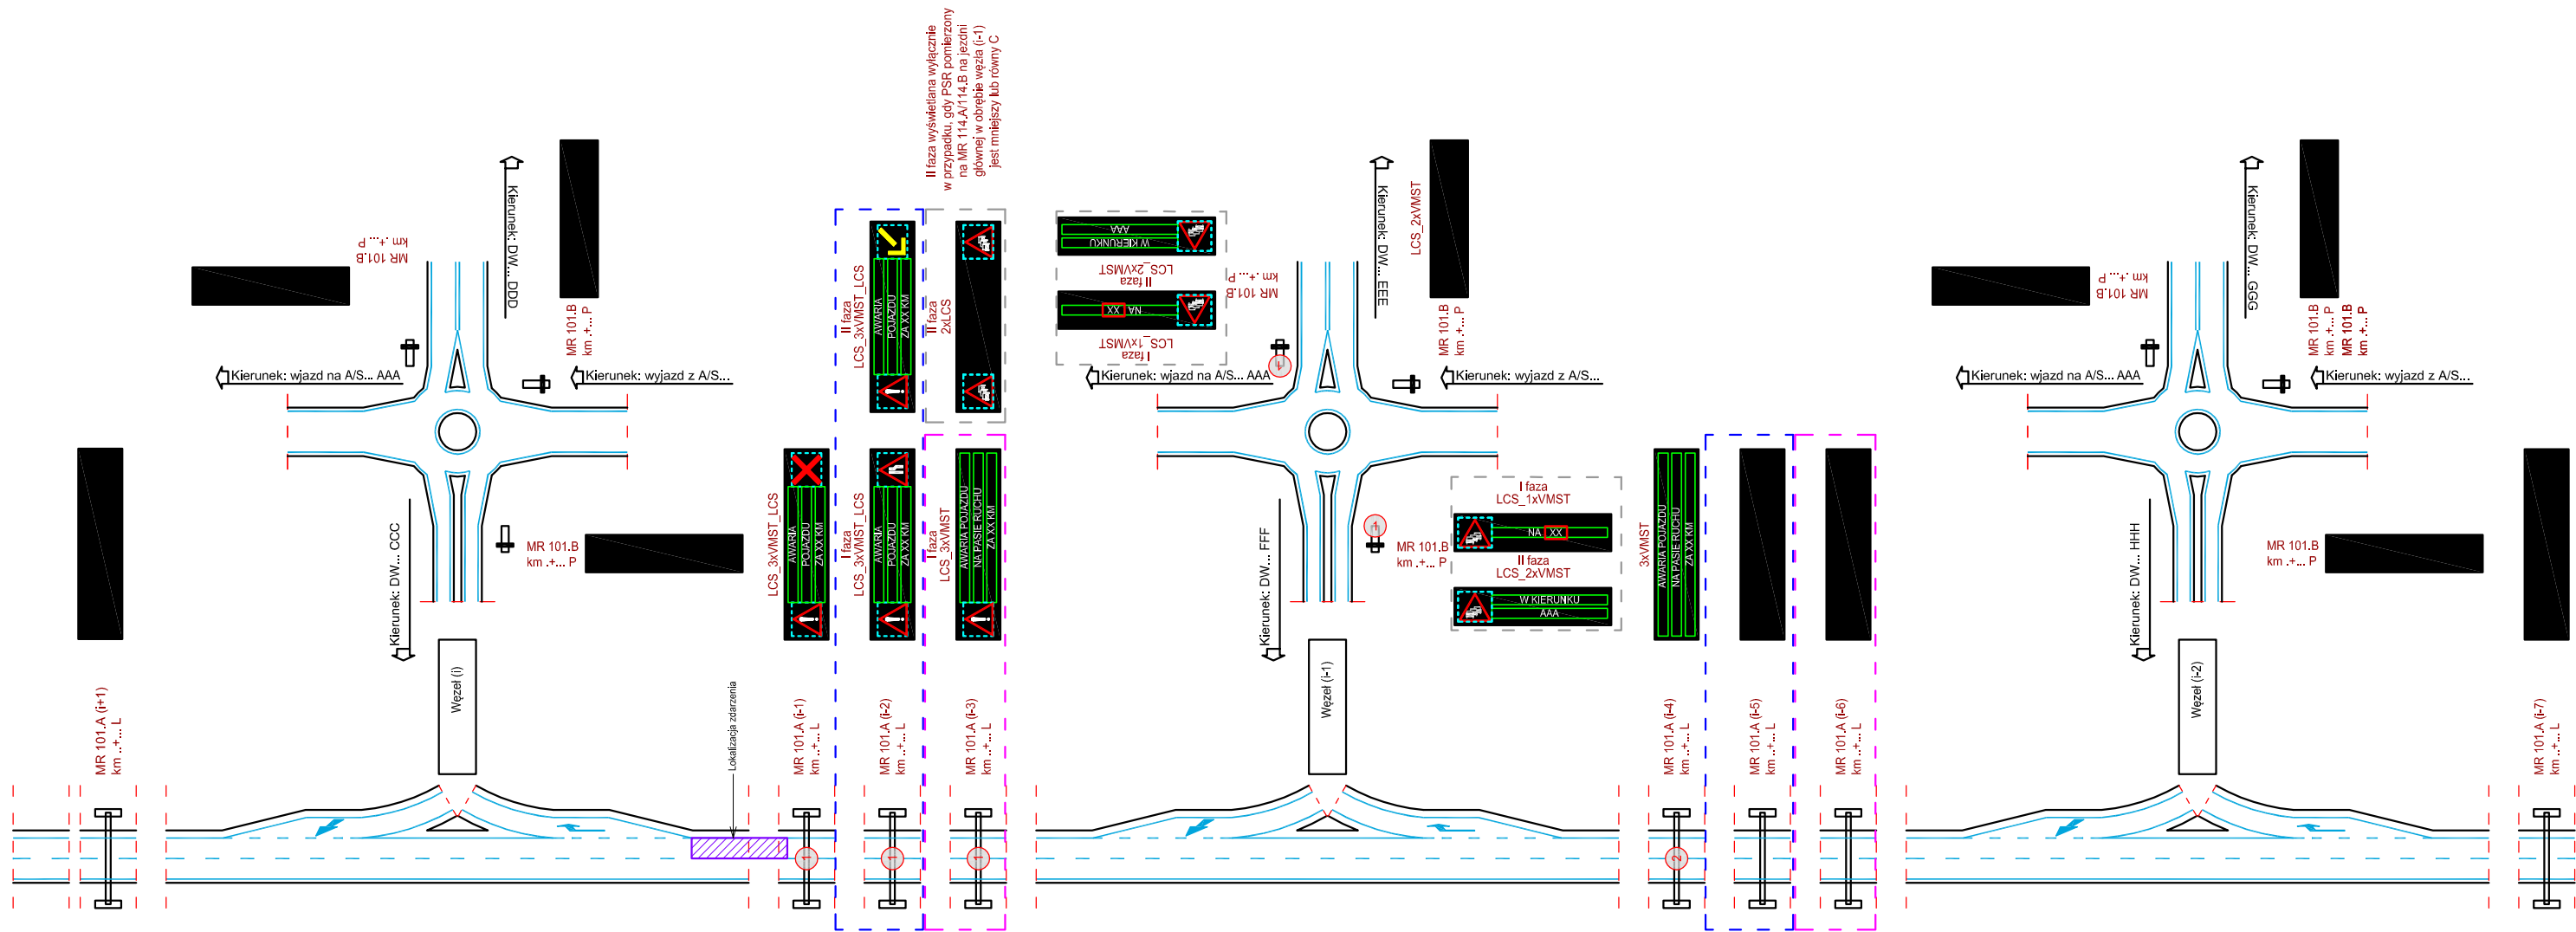 II faza wyświetlana wyłącznie
w przypadku, gdy PSR pomierzony
na MR 114.A/114.B na jezdni
głównej w obrębie węzła (i-1)
jest mniejszy lub równy C
MR 101.B
km .+... P
Kierunek: DW... DDD
MR 101.B
km .+... P
Kierunek: wjazd na A/S... AAA
Kierunek: wyjazd z A/S...
Kierunek: DW... CCC
MR 101.B
km .+... P
Węzeł (i)
MR 101.A (i+1)
km ..+... L
Lokalizacja zdarzenia
LCS_3xVMST_LCS
AWARIA
POJAZDU
ZA XX KM
MR 101.A (i-1)
km ..+... L
1
II faza
LCS_3xVMST_LCS
AWARIA
POJAZDU
ZA XX KM
I faza
LCS_3xVMST_LCS
AWARIA
POJAZDU
ZA XX KM
MR 101.A (i-2)
km ..+... L
1
II faza
2xLCS
I faza
LCS_3xVMST
AWARIA POJAZDU
NA PASIE RUCHU
ZA XX KM
MR 101.A (i-3)
km ..+... L
1
W KIERUNKU
AAA
II faza
LCS_2xVMST
NA XX
I faza
LCS_1xVMST
MR 101.B
km .+... P
Kierunek: DW... EEE
LCS_2xVMST
MR 101.B
km .+... P
Kierunek: wjazd na A/S... AAA
Kierunek: wyjazd z A/S...
Kierunek: DW... FFF
MR 101.B
km .+... P
I faza
LCS_1xVMST
NA XX
II faza
LCS_2xVMST
W KIERUNKU
AAA
Węzeł (i-1)
3xVMST
AWARIA POJAZDU
NA PASIE RUCHU
ZA XX KM
MR 101.A (i-4)
km ..+... L
2
MR 101.A (i-5)
km ..+... L
MR 101.A (i-6)
km ..+... L
MR 101.B
km .+... P
Kierunek: DW... GGG
MR 101.B
km .+... P
MR 101.B
km .+... P
Kierunek: wjazd na A/S... AAA
Kierunek: wyjazd z A/S...
Kierunek: DW... HHH
MR 101.B
km .+... P
Węzeł (i-2)
MR 101.A (i-7)
km ..+... L